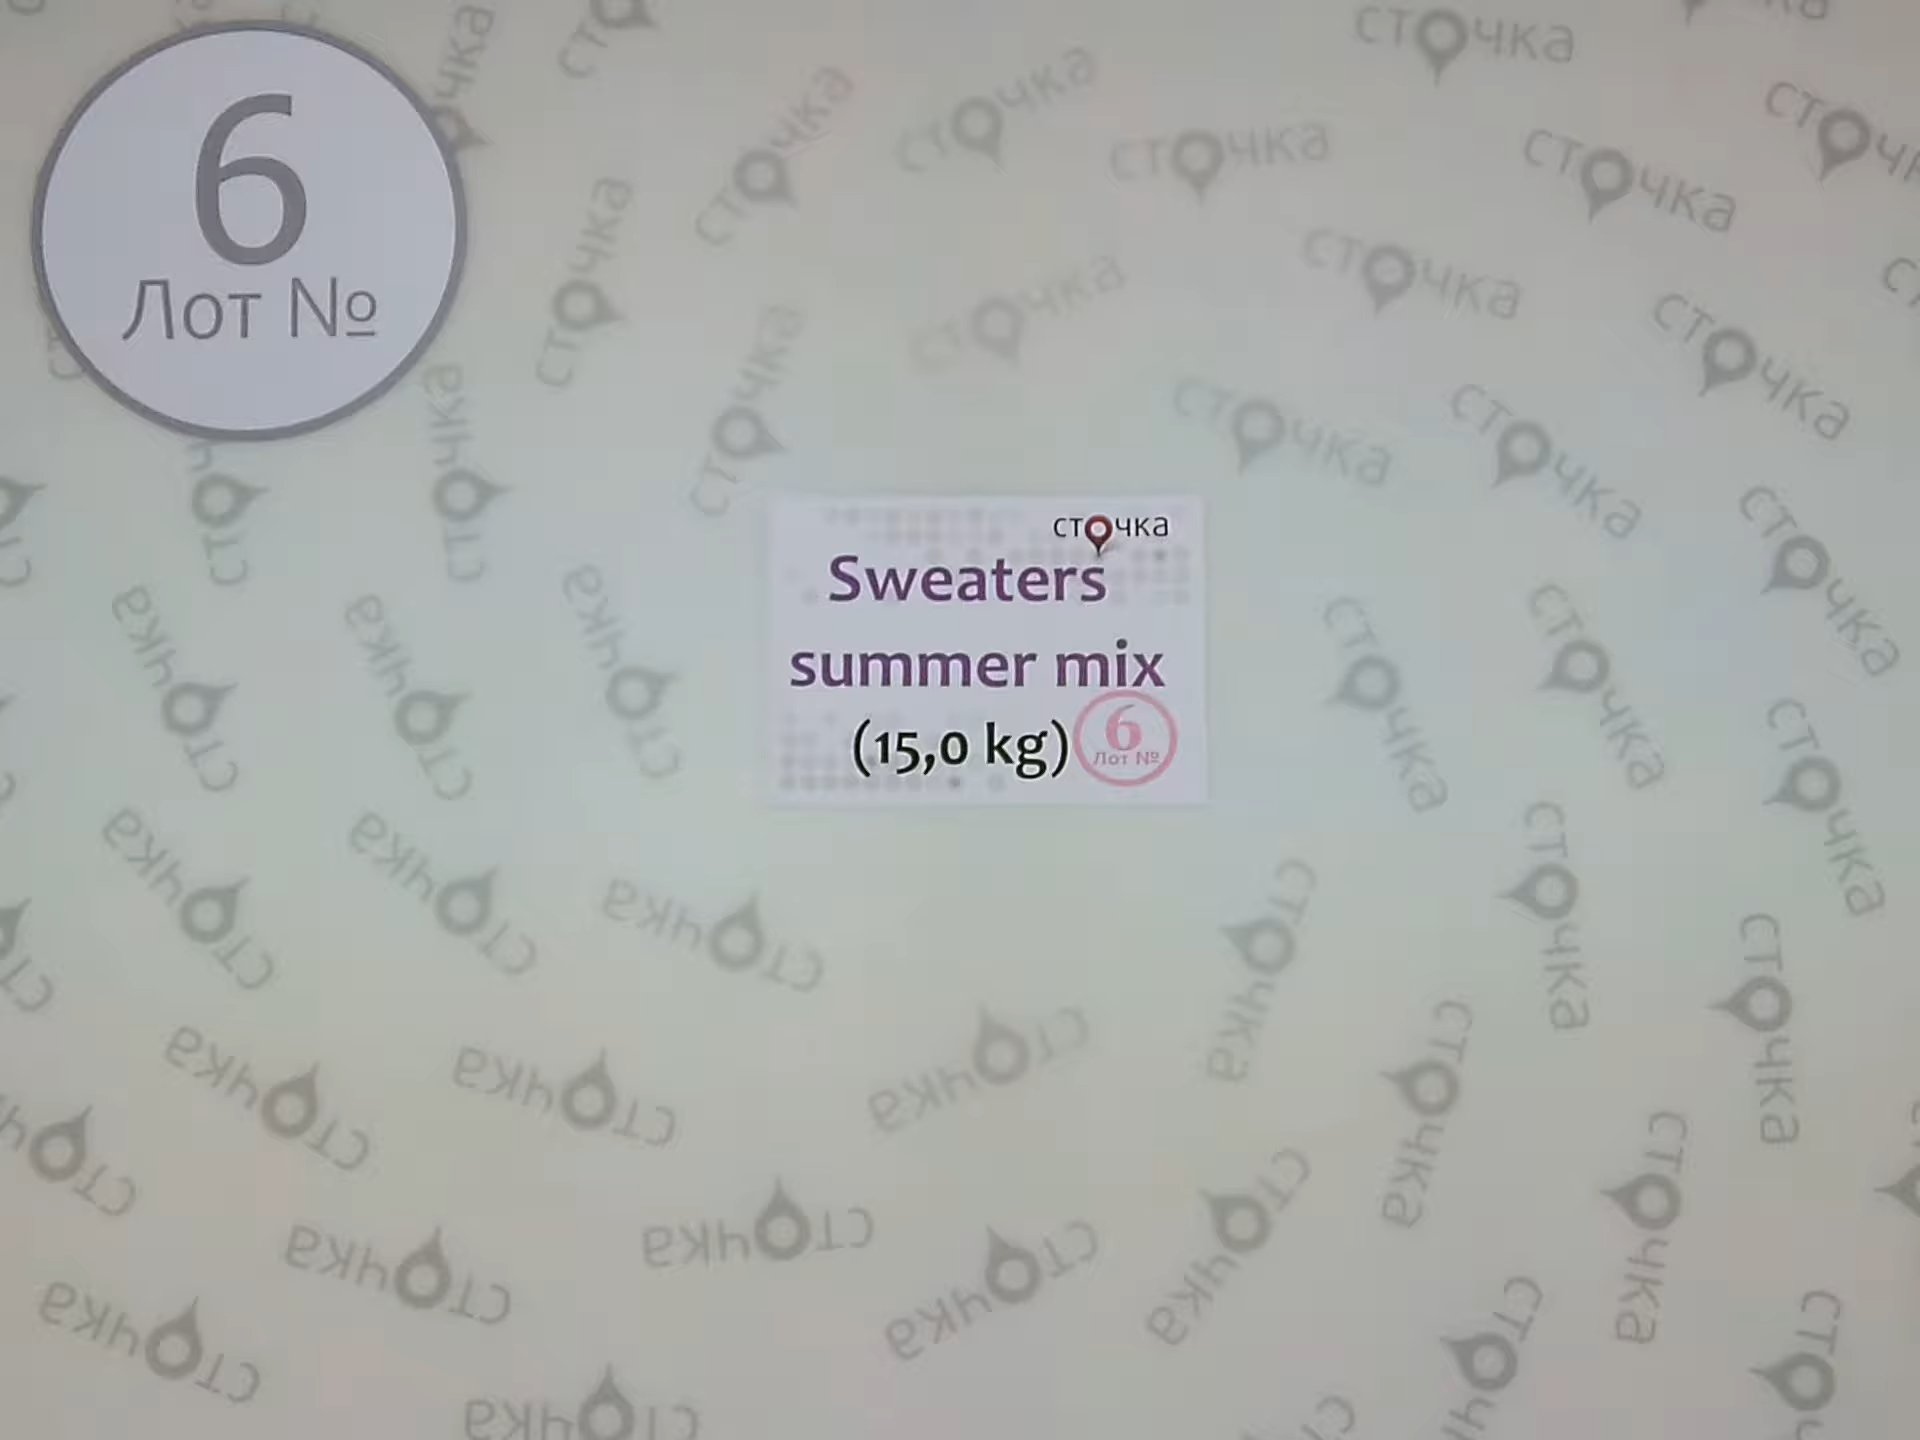 6
Лот №
сточка
Sweaters
summer mix
(15,0 kg)
6
Лот №